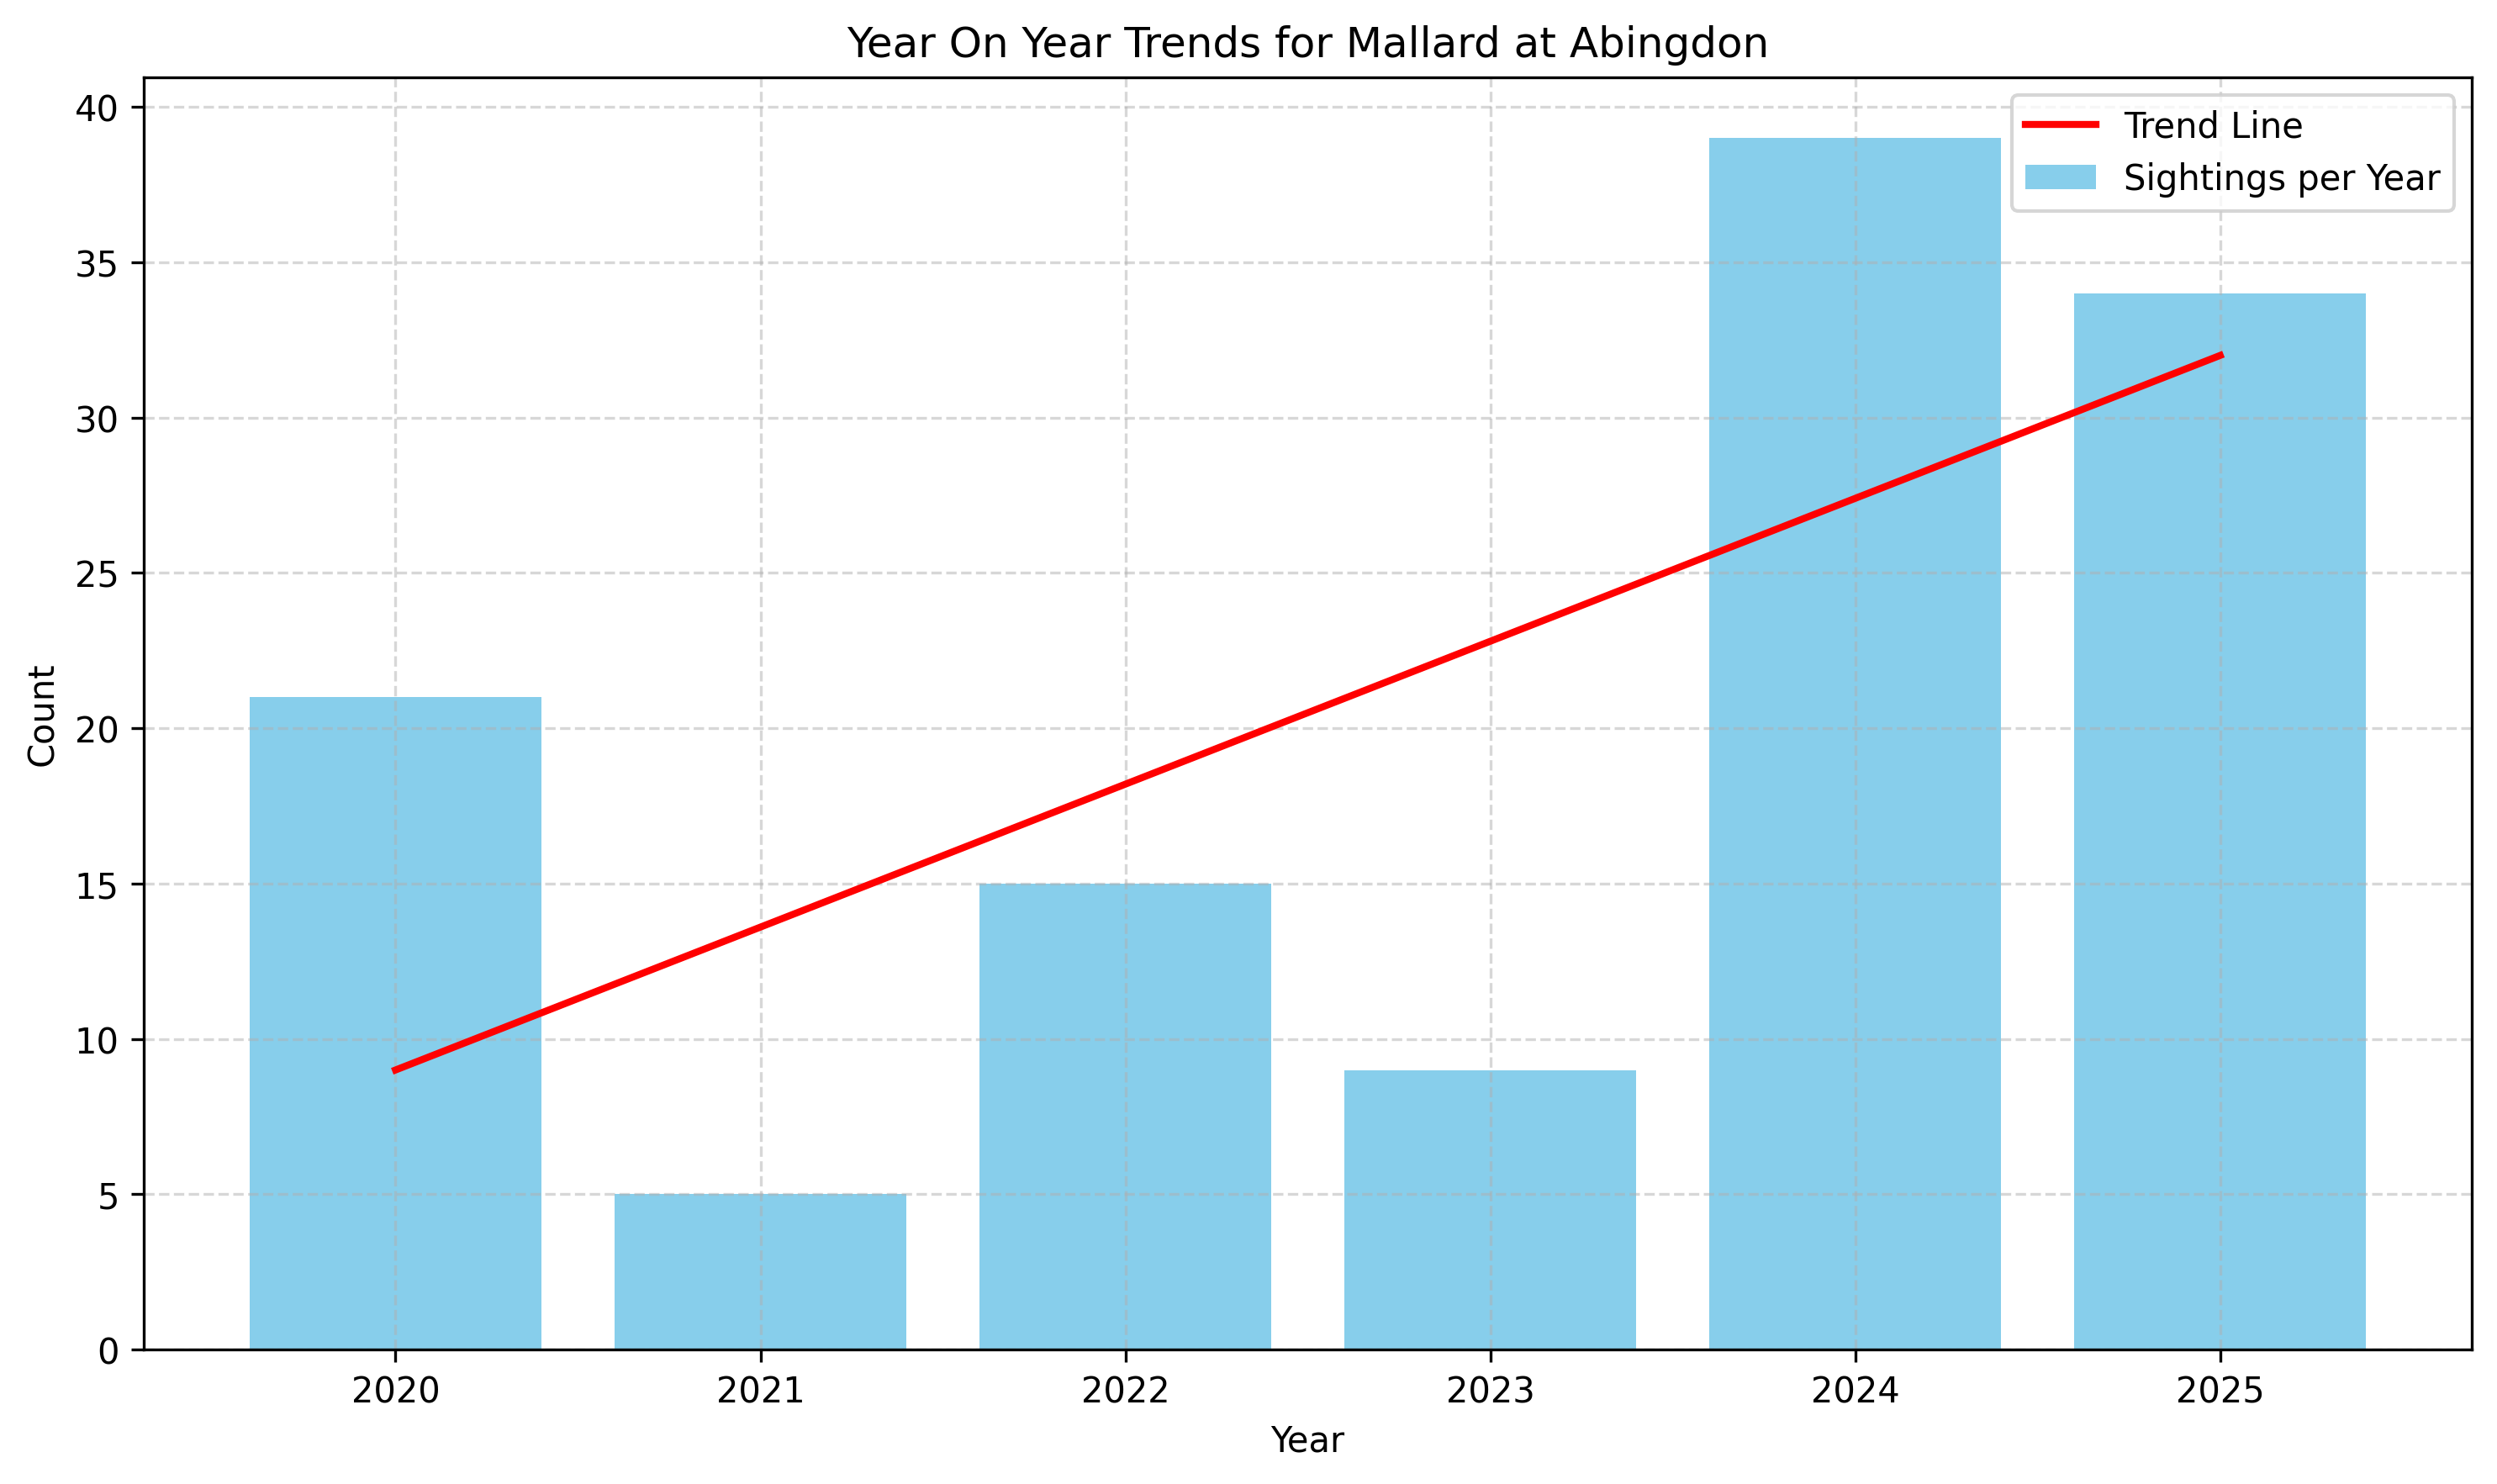 Year On Year Trends for Mallard at Abingdon
Trend Line
Sightings per Year
Count
40
35
30
25
20
15
10
5
0
2020 2021 2022 2023 2024 2025
Year